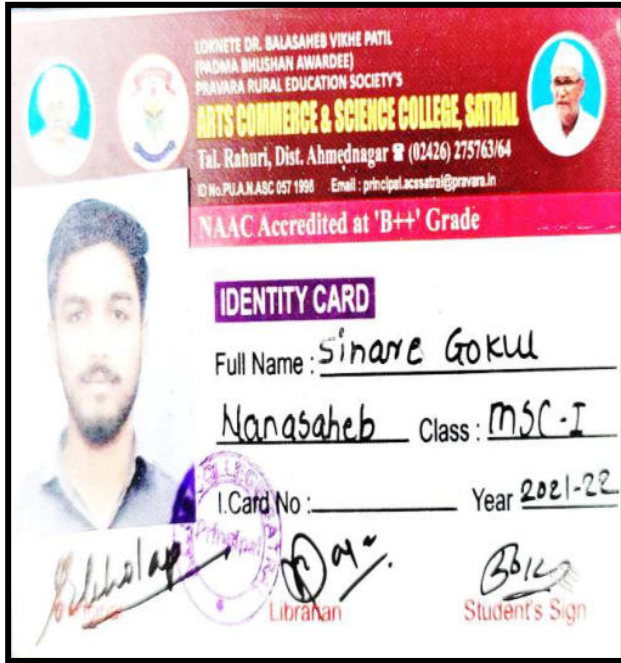 LOKNETE DR. BALASAHEB VIKHE PATIL
(PADMA BHUSHAN AWARDEE)
PRAVARA RURAL EDUCATION SOCIETY'S
ARTS COMMERCE & SCIENCE COLLEGE, SATRAL
Tal. Rahuri, Dist. Ahmednagar ☎ (02426) 275763/64
ID No.PU.A.N.ASC 057 1998 Email : principal.acssatral@pravara.in
NAAC Accredited at 'B++' Grade
IDENTITY CARD
Full Name : Sinare Gokul
Nanasaheb Class : MSC-I
I.Card No : Year 2021-22
Principal
Librarian Student's Sign